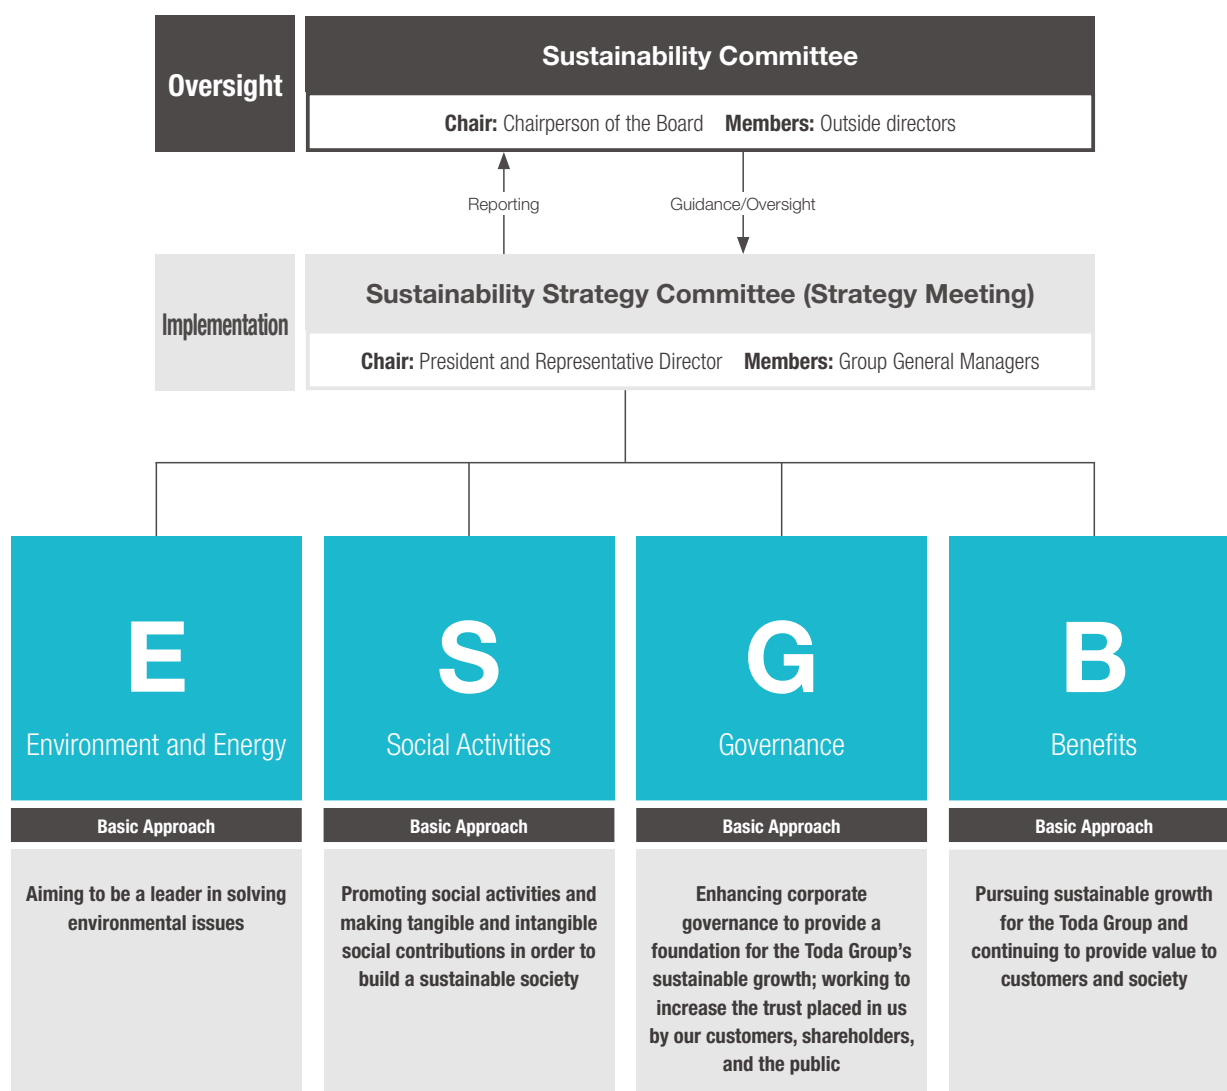 Oversight
Sustainability Committee
Chair: Chairperson of the Board Members: Outside directors
Reporting
Guidance/Oversight
Implementation
Sustainability Strategy Committee (Strategy Meeting)
Chair: President and Representative Director Members: Group General Managers
E
Environment and Energy
Basic Approach
Aiming to be a leader in solving
environmental issues
S
Social Activities
Basic Approach
Promoting social activities and
making tangible and intangible
social contributions in order to
build a sustainable society
G
Governance
Basic Approach
Enhancing corporate
governance to provide a
foundation for the Toda Group’s
sustainable growth; working to
increase the trust placed in us
by our customers, shareholders,
and the public
B
Benefits
Basic Approach
Pursuing sustainable growth
for the Toda Group and
continuing to provide value to
customers and society